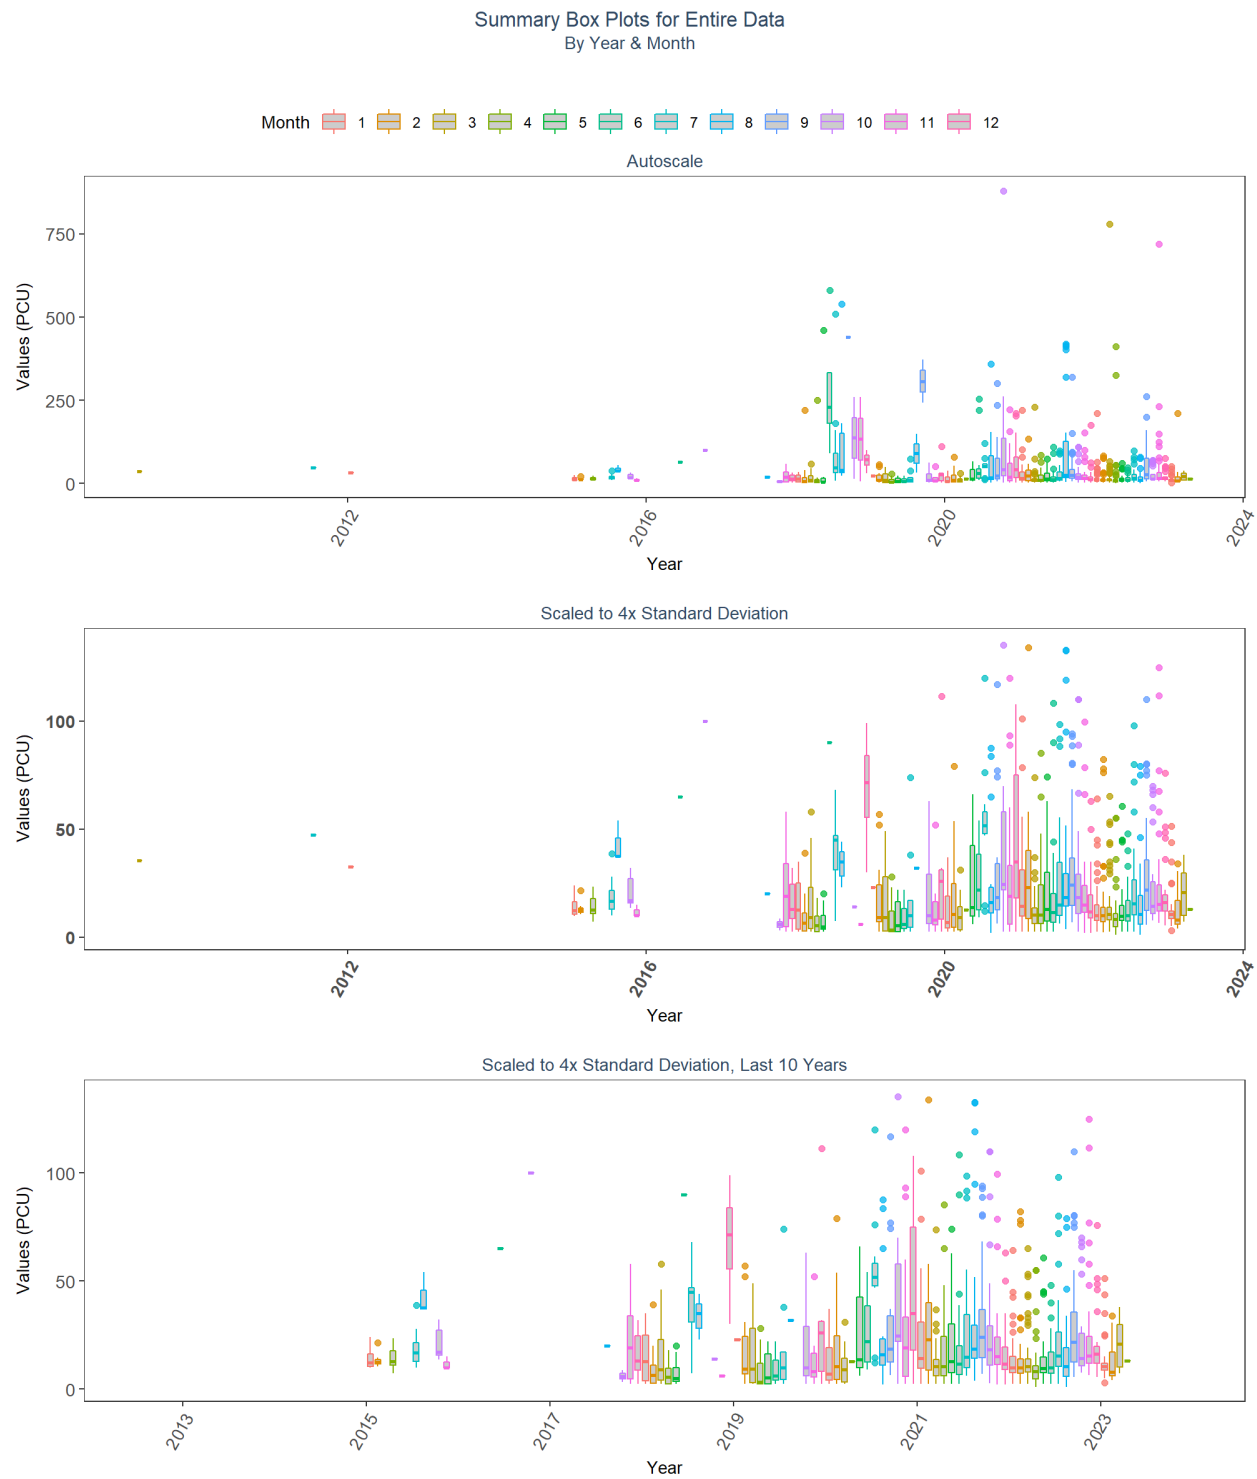 Summary Box Plots for Entire Data
By Year & Month
Month 1 2 3 4 5 6 7 8 9 10 11 12
Autoscale
Values (PCU)
750
500
250
0
2012 2016 2020 2024
Year
Scaled to 4x Standard Deviation
Values (PCU)
100
50
0
2012 2016 2020 2024
Year
Scaled to 4x Standard Deviation, Last 10 Years
Values (PCU)
100
50
0
2013 2015 2017 2019 2021 2023
Year